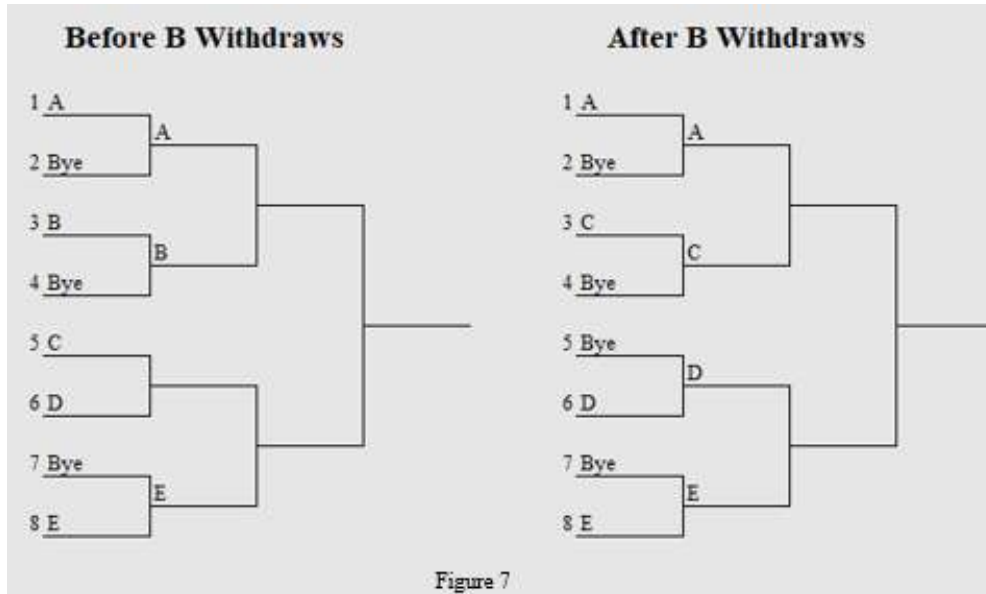 Before B Withdraws
1 A
A
2 Bye
3 B
B
4 Bye
5 C
6 D
7 Bye
E
8 E
After B Withdraws
1 A
A
2 Bye
3 C
C
4 Bye
5 Bye
D
6 D
7 Bye
E
8 E
Figure 7